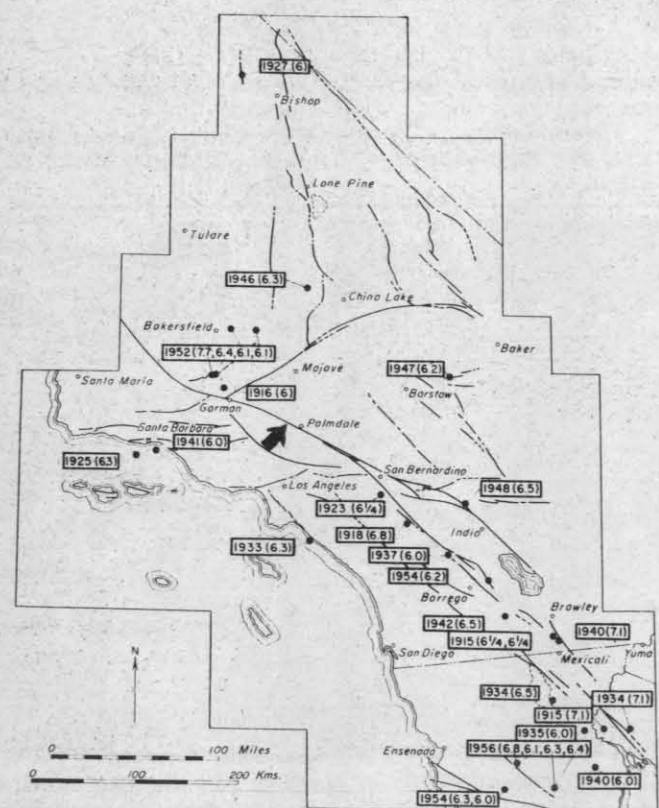 1927 (6)
Bishop
Lone Pine
Tulare
1946 (6.3)
China Lake
Bakersfield
Baker
1952 (7.7, 6.4, 6.1, 6.1)
Mojave
1947 (6.2)
Santa Maria
1916 (6)
Barstow
Gorman
Santa Barbara
Palmdale
1941 (6.0)
1925 (6.3)
San Bernardino
Los Angeles
1948 (6.5)
1923 (6¼)
1918 (6.8)
Indio
1933 (6.3)
1937 (6.0)
1954 (6.2)
Borrego
Brawley
1942 (6.5)
1940 (7.1)
1915 (6¼, 6¼)
San Diego
Mexicali
Yuma
N
1934 (6.5)
1934 (7.1)
1915 (7.1)
1935 (6.0)
1956 (6.8, 6.1, 6.3, 6.4)
Ensenada
0 100 Miles
0 100 200 Kms.
1940 (6.0)
1954 (6.3, 6.0)